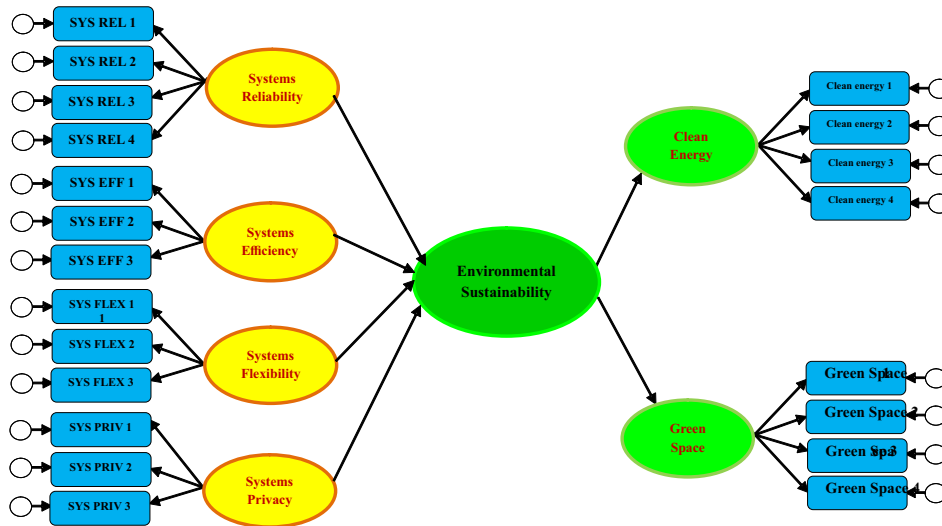 SYS REL 1
SYS REL 2
SYS REL 3
SYS REL 4
SYS EFF 1
SYS EFF 2
SYS EFF 3
SYS FLEX 1
1
SYS FLEX 2
SYS FLEX 3
SYS PRIV 1
SYS PRIV 2
SYS PRIV 3
Systems
Reliability
Systems
Efficiency
Systems
Flexibility
Systems
Privacy
Environmental
Sustainability
Clean
Energy
Green
Space
Clean energy 1
Clean energy 2
Clean energy 3
Clean energy 4
Green Space 1
Green Space 2
Green
Green Space 4